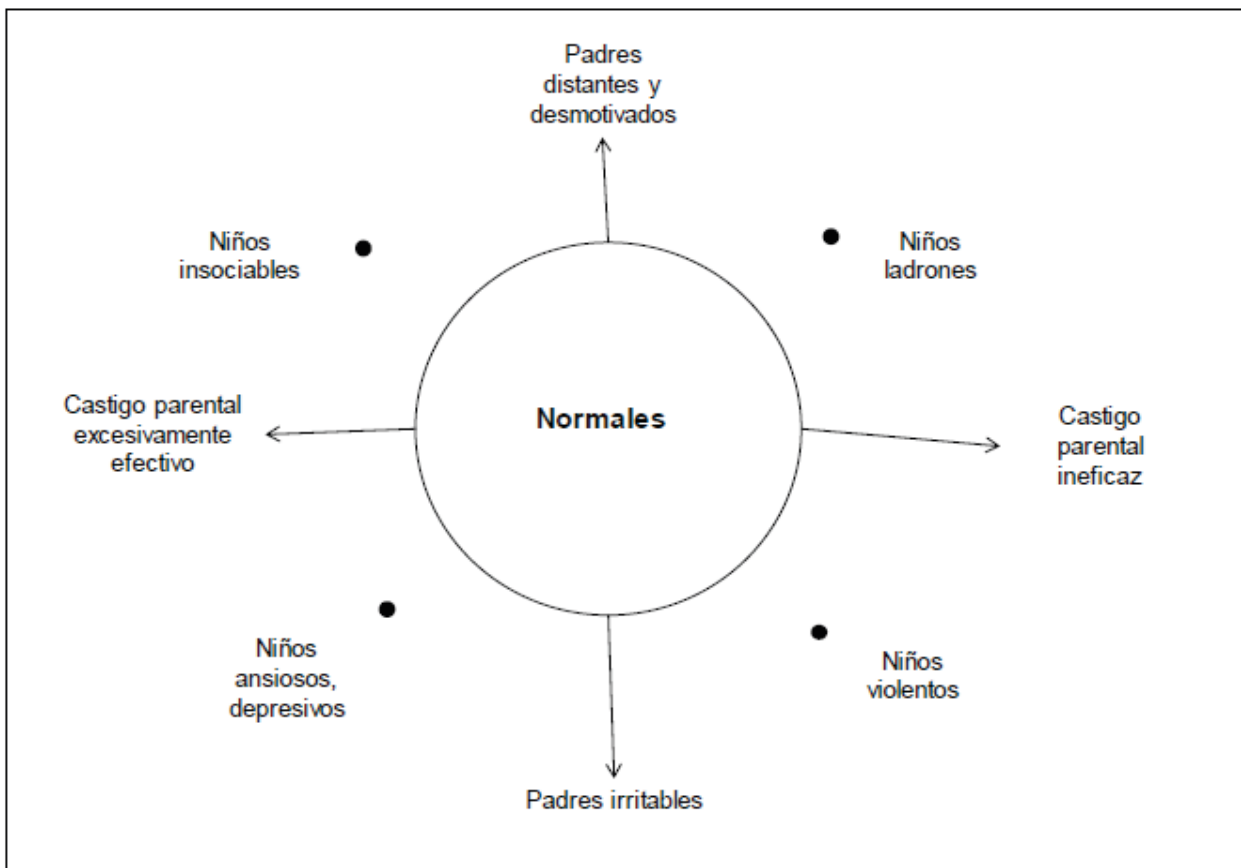 Padres
distantes y
desmotivados
Niños
insociables
Niños
ladrones
Castigo parental
excesivamente
efectivo
Normales
Castigo
parental
ineficaz
Niños
ansiosos,
depresivos
Niños
violentos
Padres irritables